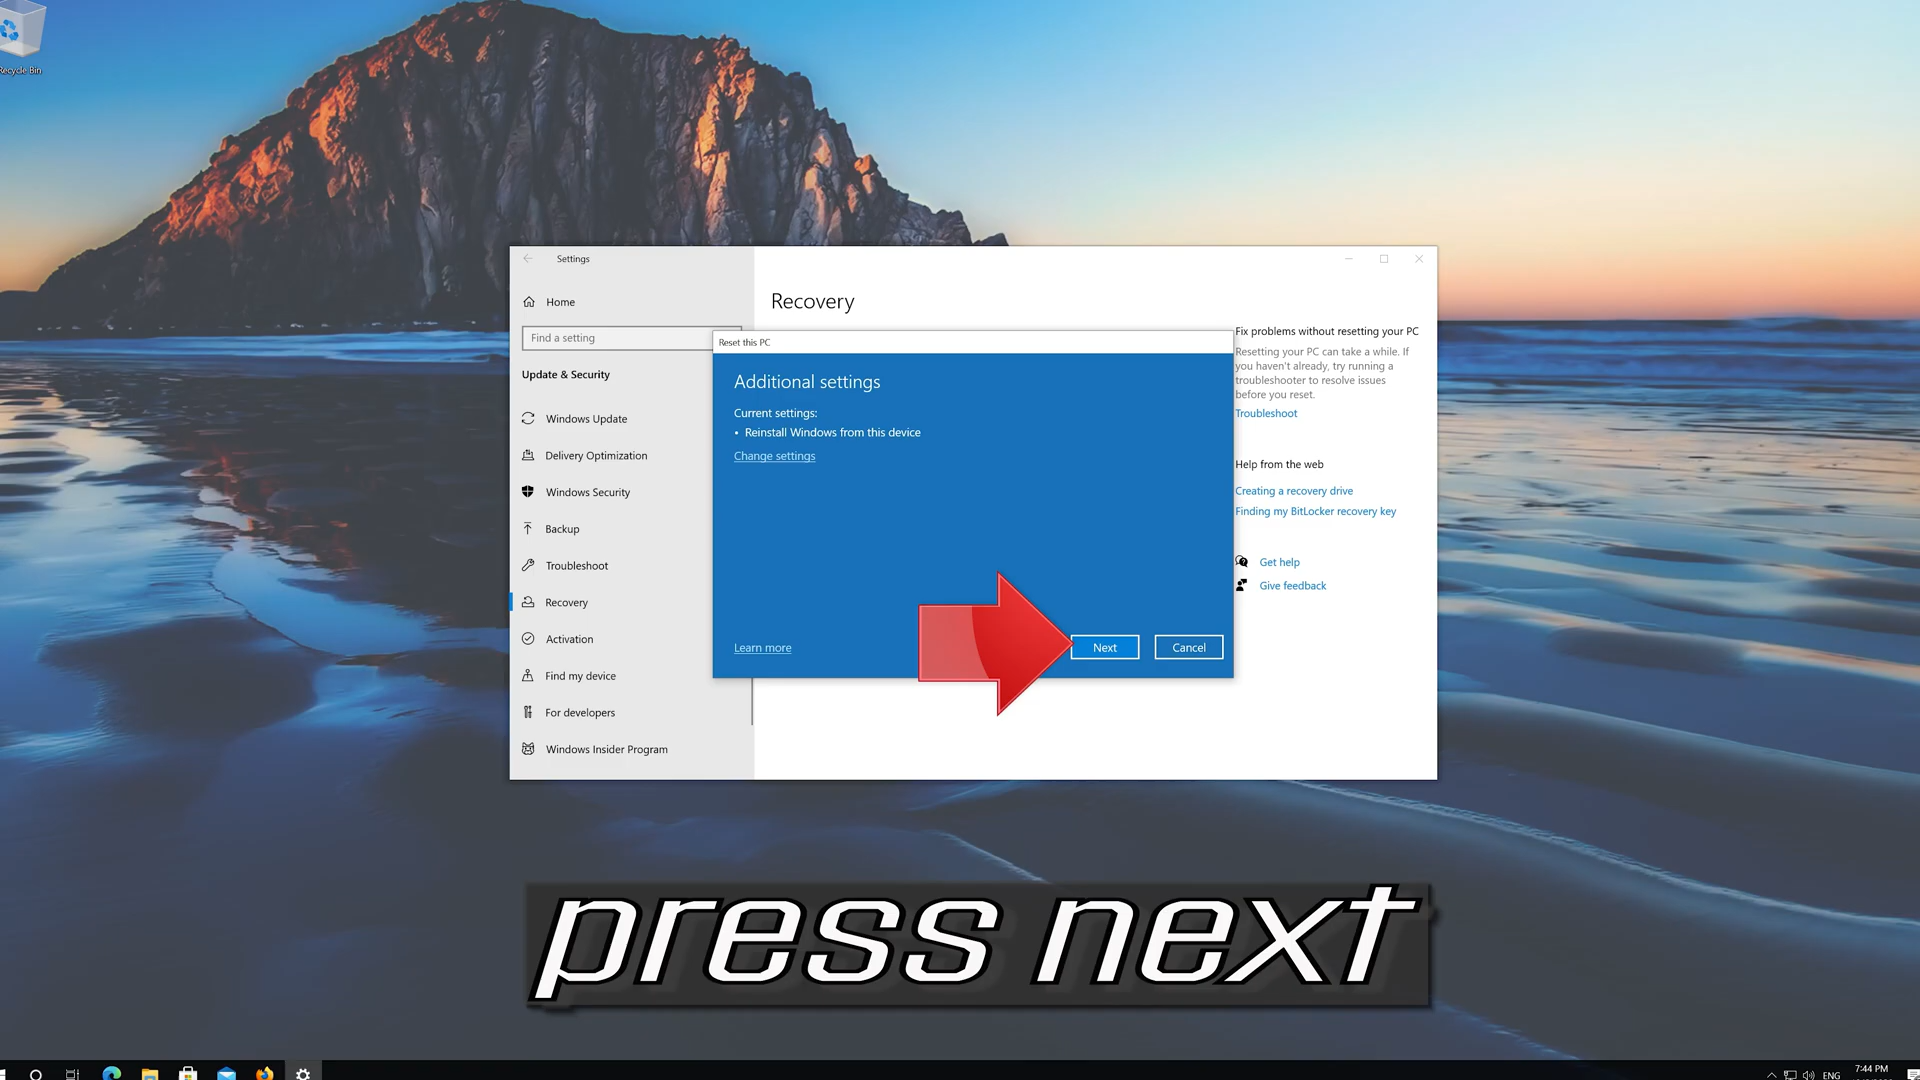 Recycle Bin
Settings
Home
Find a setting
Update & Security
Windows Update
Delivery Optimization
Windows Security
Backup
Troubleshoot
Recovery
Activation
Find my device
For developers
Windows Insider Program
Recovery
Reset this PC
Additional settings
Current settings:
• Reinstall Windows from this device
Change settings
Learn more
Next
Cancel
Fix problems without resetting your PC
Resetting your PC can take a while. If
you haven't already, try running a
troubleshooter to resolve issues
before you reset.
Troubleshoot
Help from the web
Creating a recovery drive
Finding my BitLocker recovery key
Get help
Give feedback
press next
ENG
7:44 PM